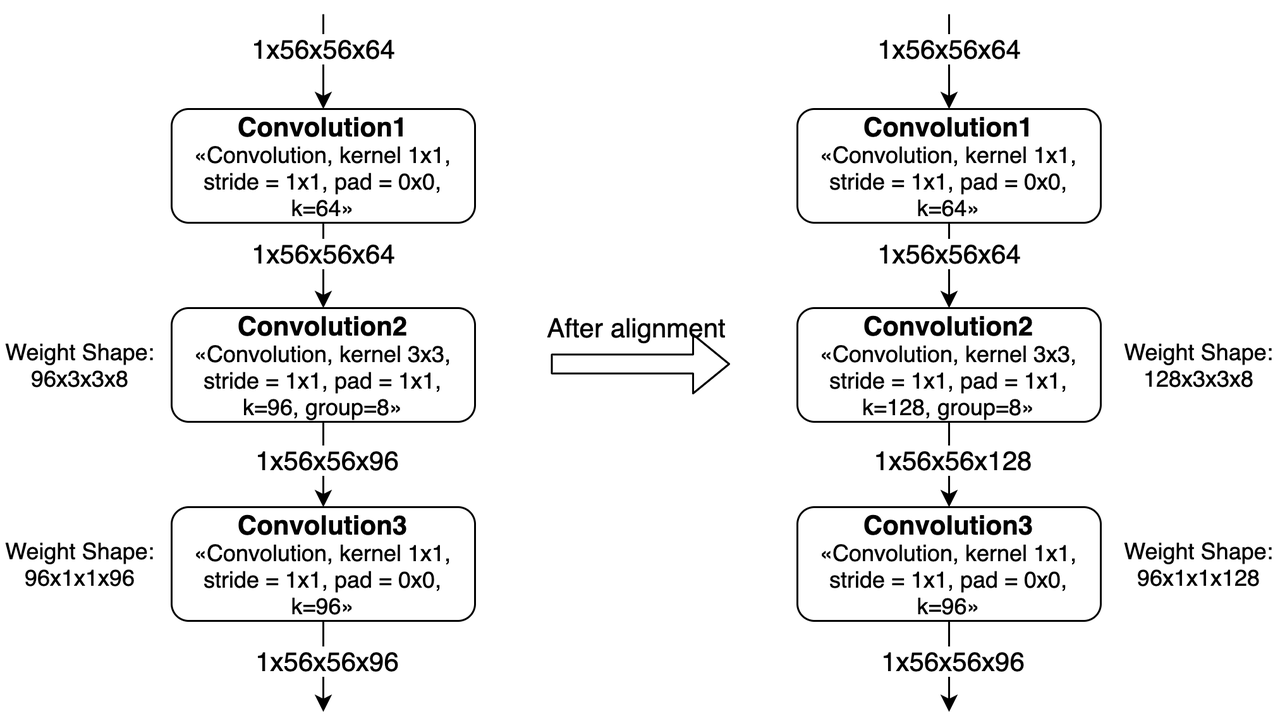 1x56x56x64
Convolution1
«Convolution, kernel 1x1,
stride = 1x1, pad = 0x0,
k=64»
1x56x56x64
Weight Shape:
96x3x3x8
Convolution2
«Convolution, kernel 3x3,
stride = 1x1, pad = 1x1,
k=96, group=8»
1x56x56x96
Weight Shape:
96x1x1x96
Convolution3
«Convolution, kernel 1x1,
stride = 1x1, pad = 0x0,
k=96»
1x56x56x96
After alignment
1x56x56x64
Convolution1
«Convolution, kernel 1x1,
stride = 1x1, pad = 0x0,
k=64»
1x56x56x64
Convolution2
«Convolution, kernel 3x3,
stride = 1x1, pad = 1x1,
k=128, group=8»
Weight Shape:
128x3x3x8
1x56x56x128
Convolution3
«Convolution, kernel 1x1,
stride = 1x1, pad = 0x0,
k=96»
Weight Shape:
96x1x1x128
1x56x56x96